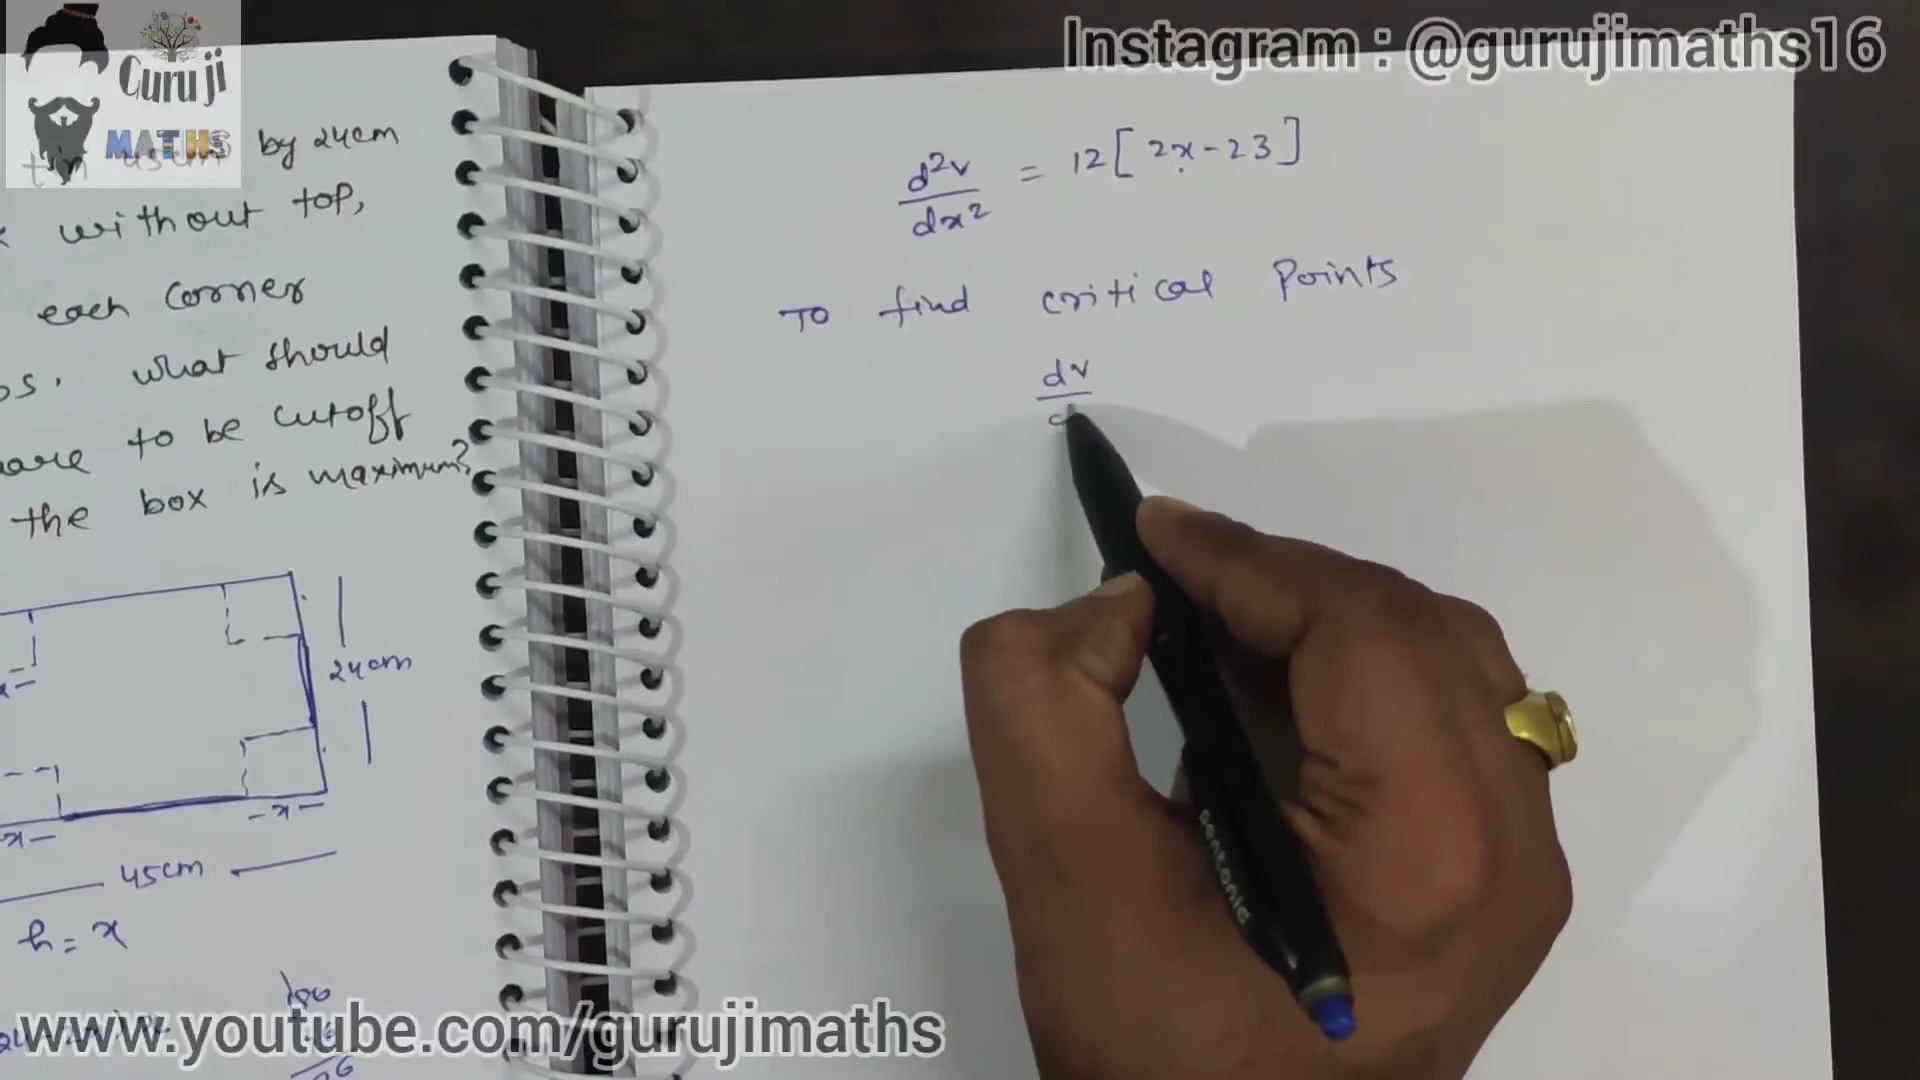 Instagram : @gurujimaths16
Guru ji
MATHS
by 24cm
without top,
each corner
what should
to be cutoff
the box is maximum?
24cm
x
x
x
45cm
h = x
d²v/dx² = 12[2x-23]
To find critical points
dv
www.youtube.com/gurujimaths
sentonic